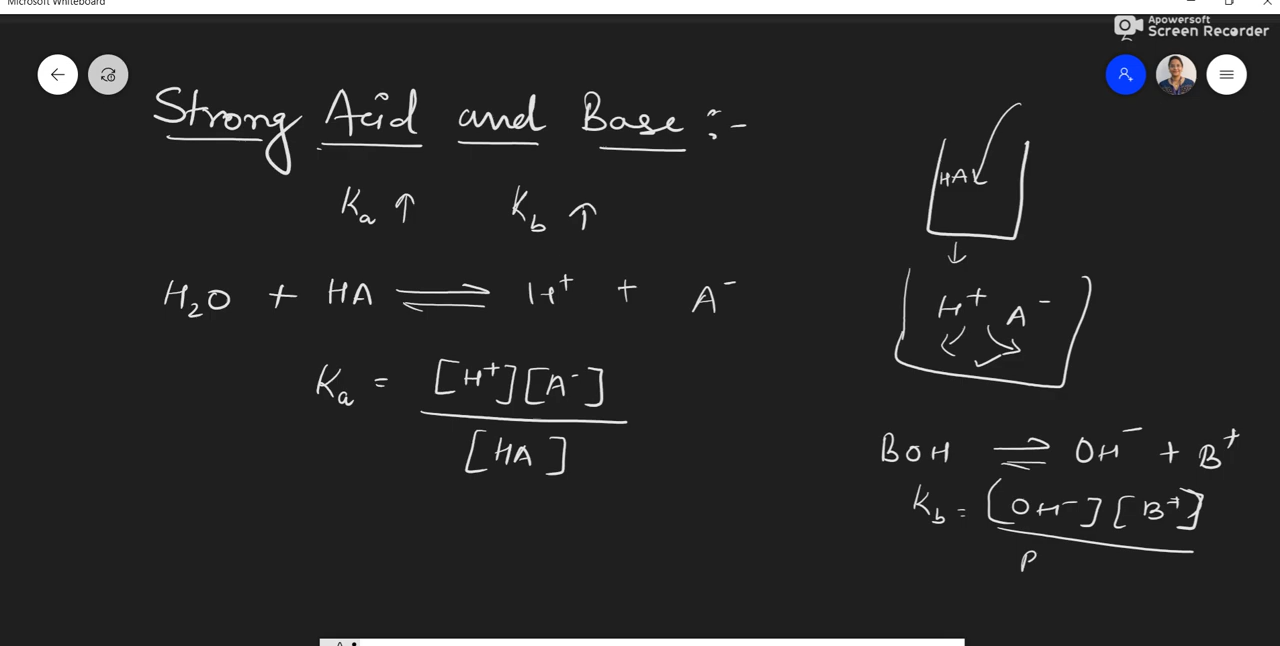 Microsoft Whiteboard
Apowersoft
Screen Recorder
Strong Acid and Base :-
Ka ↑ Kb ↑
H2O + HA ⇌ H+ + A-
Ka = [H+][A-]
[HA]
HA
↓
H+ A-
BOH ⇌ OH- + B+
Kb = [OH-][B+]